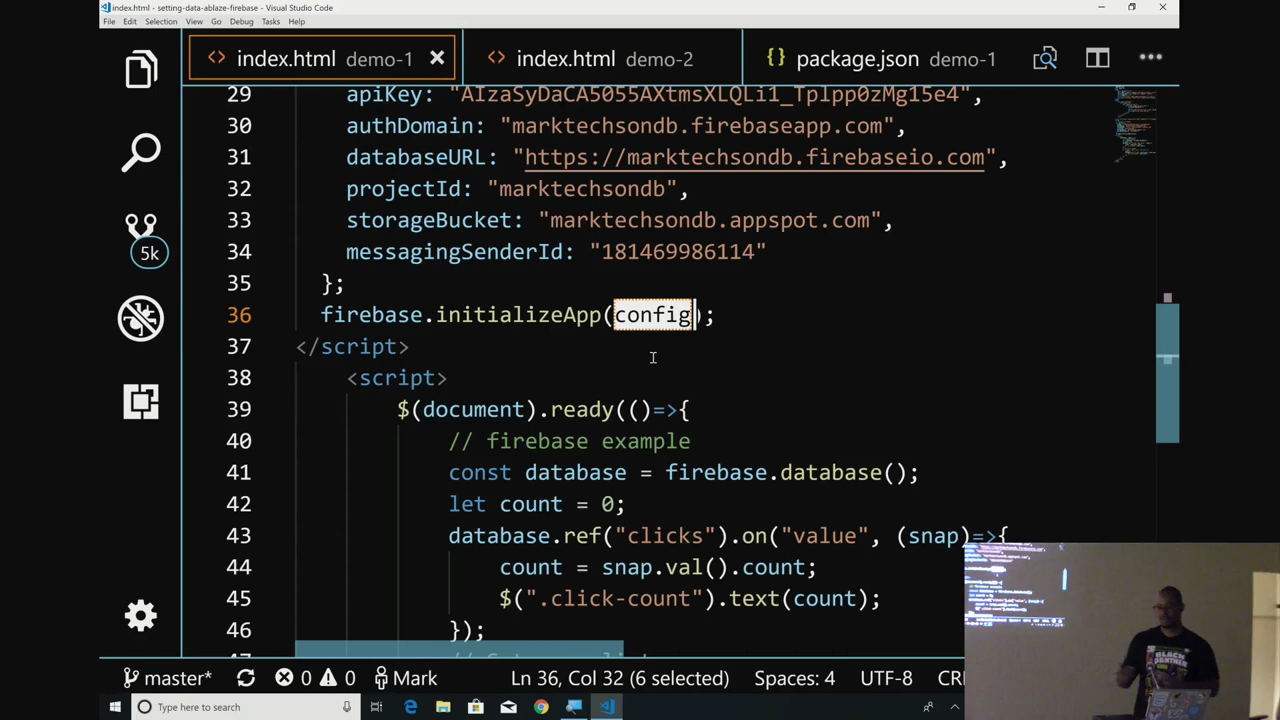 index.html - setting-data-ablaze-firebase - Visual Studio Code
File Edit Selection View Go Debug Tasks Help
<> index.html demo-1 <> index.html demo-2 {} package.json demo-1
29 apiKey: "AIzaSyDaCA5055AXtmsXLQLi1_Tplpp0zMg15e4",
30 authDomain: "marktechsondb.firebaseapp.com",
31 databaseURL: "https://marktechsondb.firebaseio.com",
32 projectId: "marktechsondb",
33 storageBucket: "marktechsondb.appspot.com",
34 messagingSenderId: "181469986114"
35 };
36 firebase.initializeApp(config);
37 </script>
38 <script>
39 $(document).ready(()=>{
40 // firebase example
41 const database = firebase.database();
42 let count = 0;
43 database.ref("clicks").on("value", (snap)=>{
44 count = snap.val().count;
45 $(".click-count").text(count);
46 });
5k
master* 0 0 Mark Ln 36, Col 32 (6 selected) Spaces: 4 UTF-8
Type here to search
BLACK
PANTHER